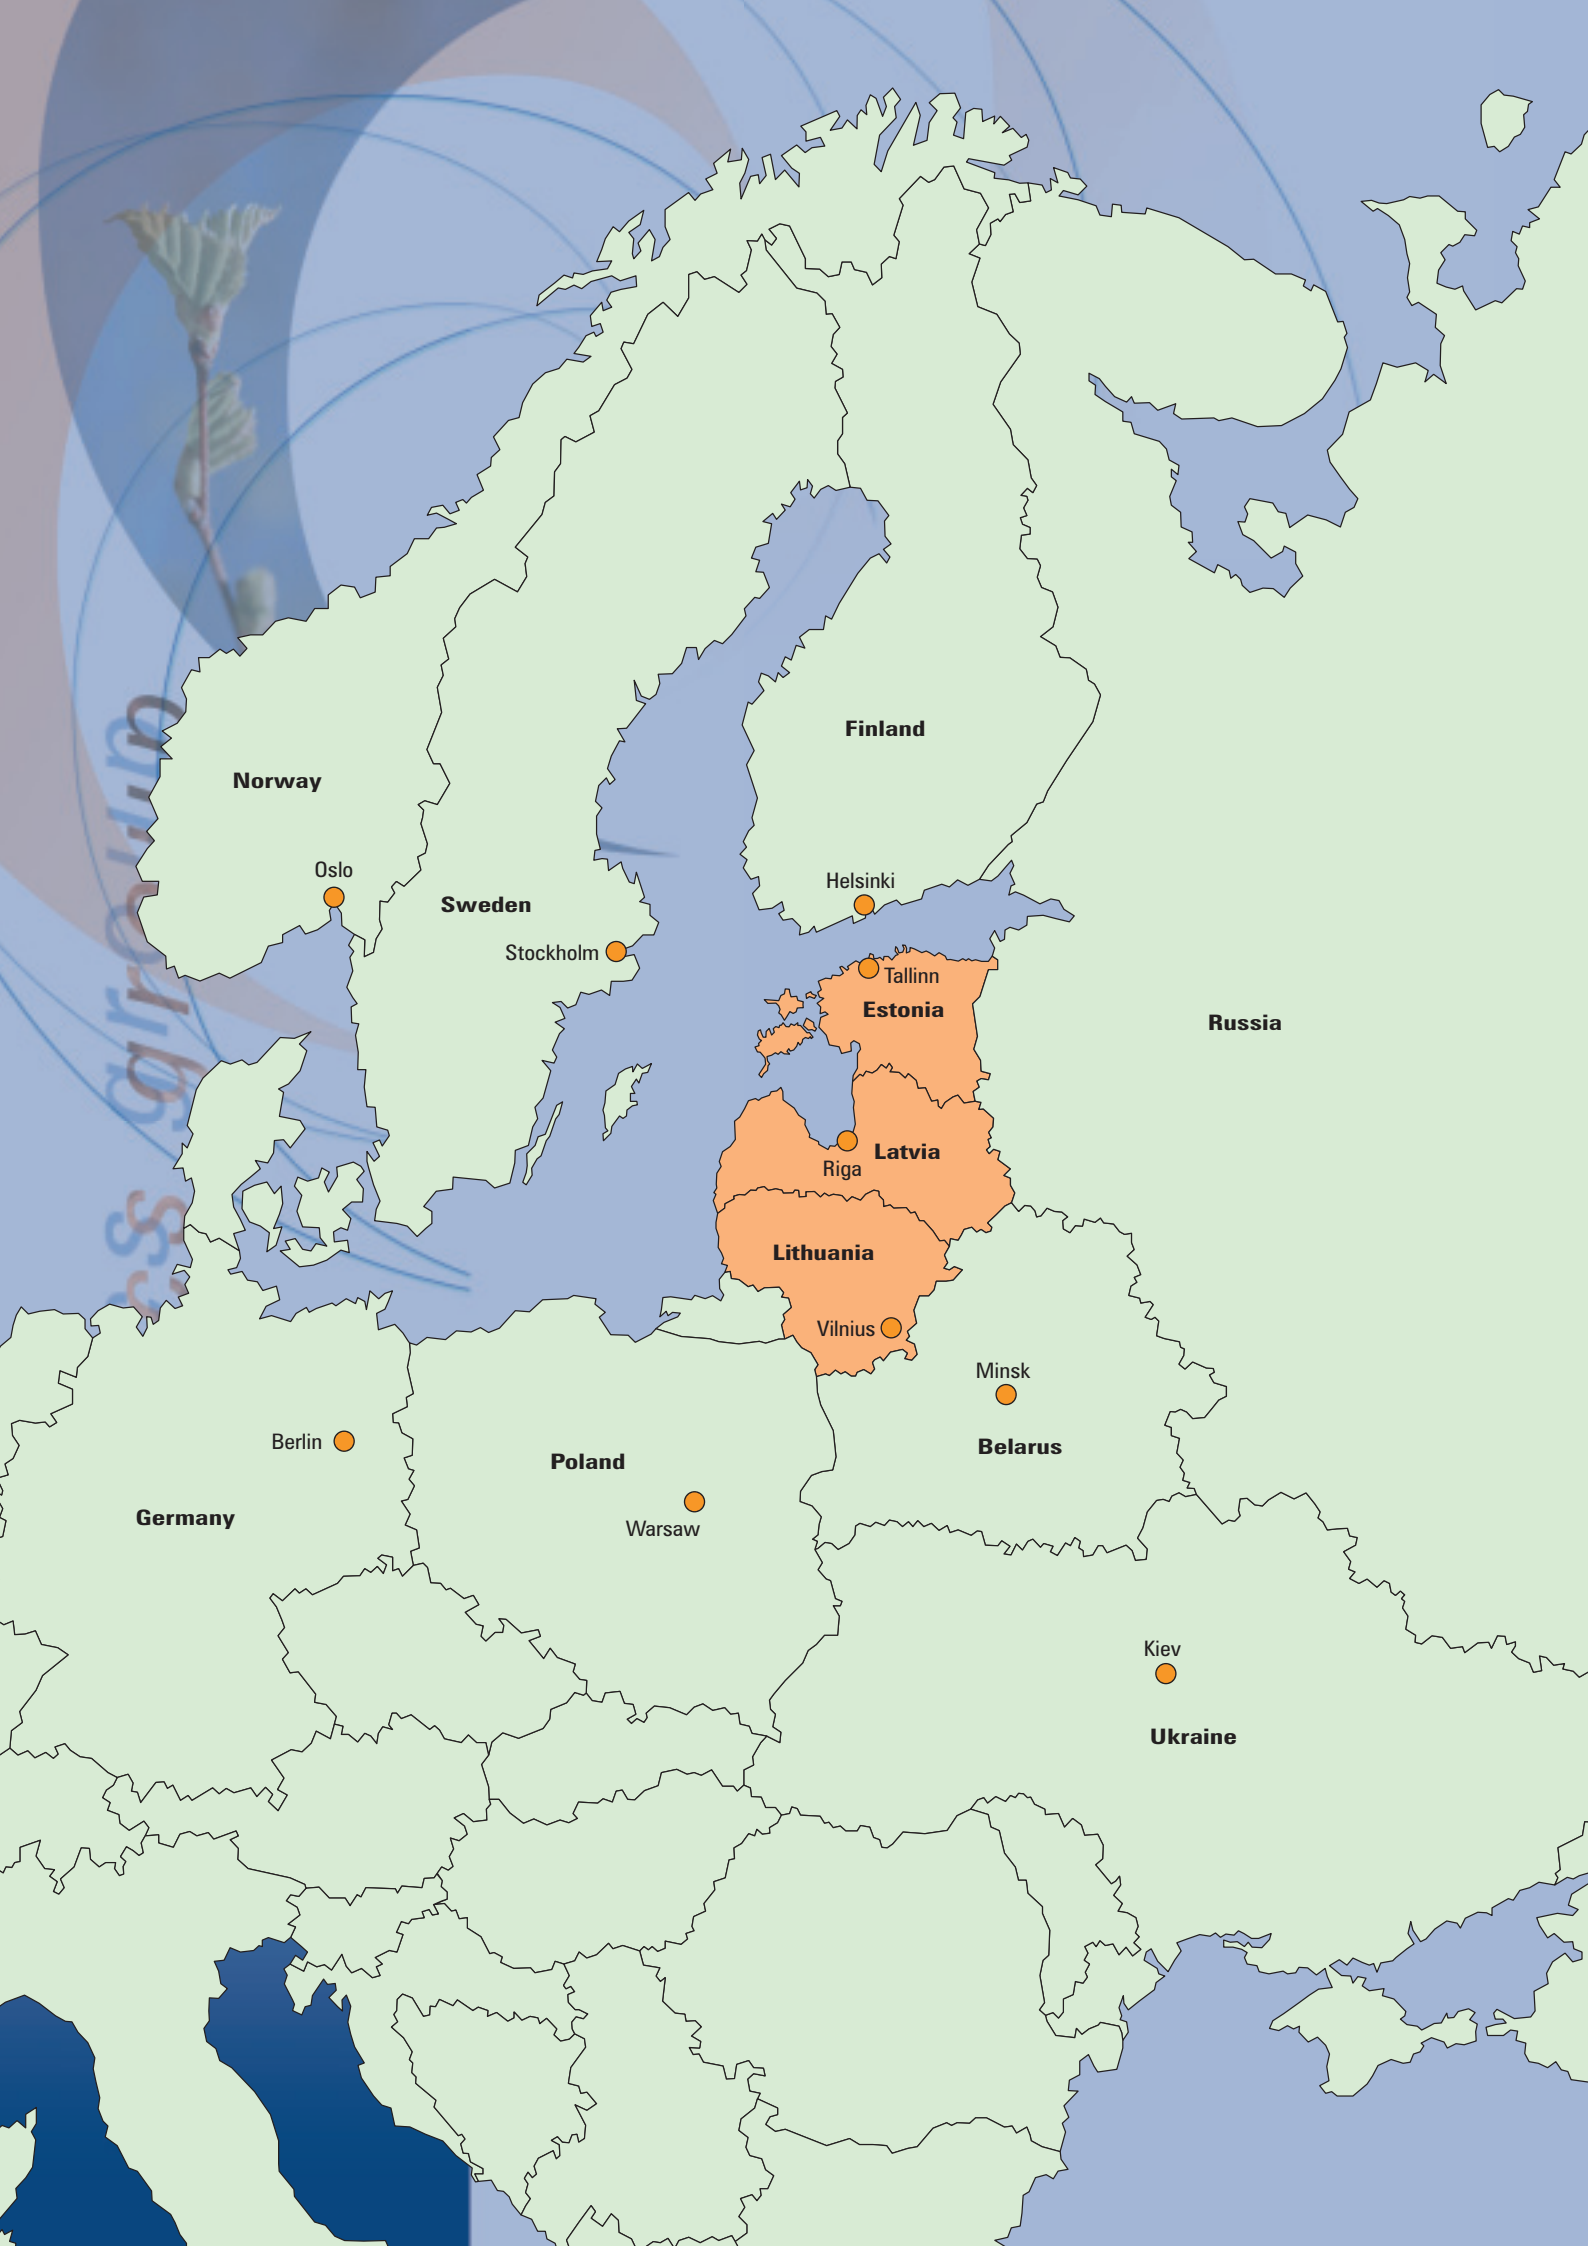 Finland
Norway
Oslo
Helsinki
Sweden
Stockholm
Tallinn
Estonia
Russia
Latvia
Riga
Lithuania
Vilnius
Minsk
Berlin
Belarus
Poland
Warsaw
Germany
Kiev
Ukraine